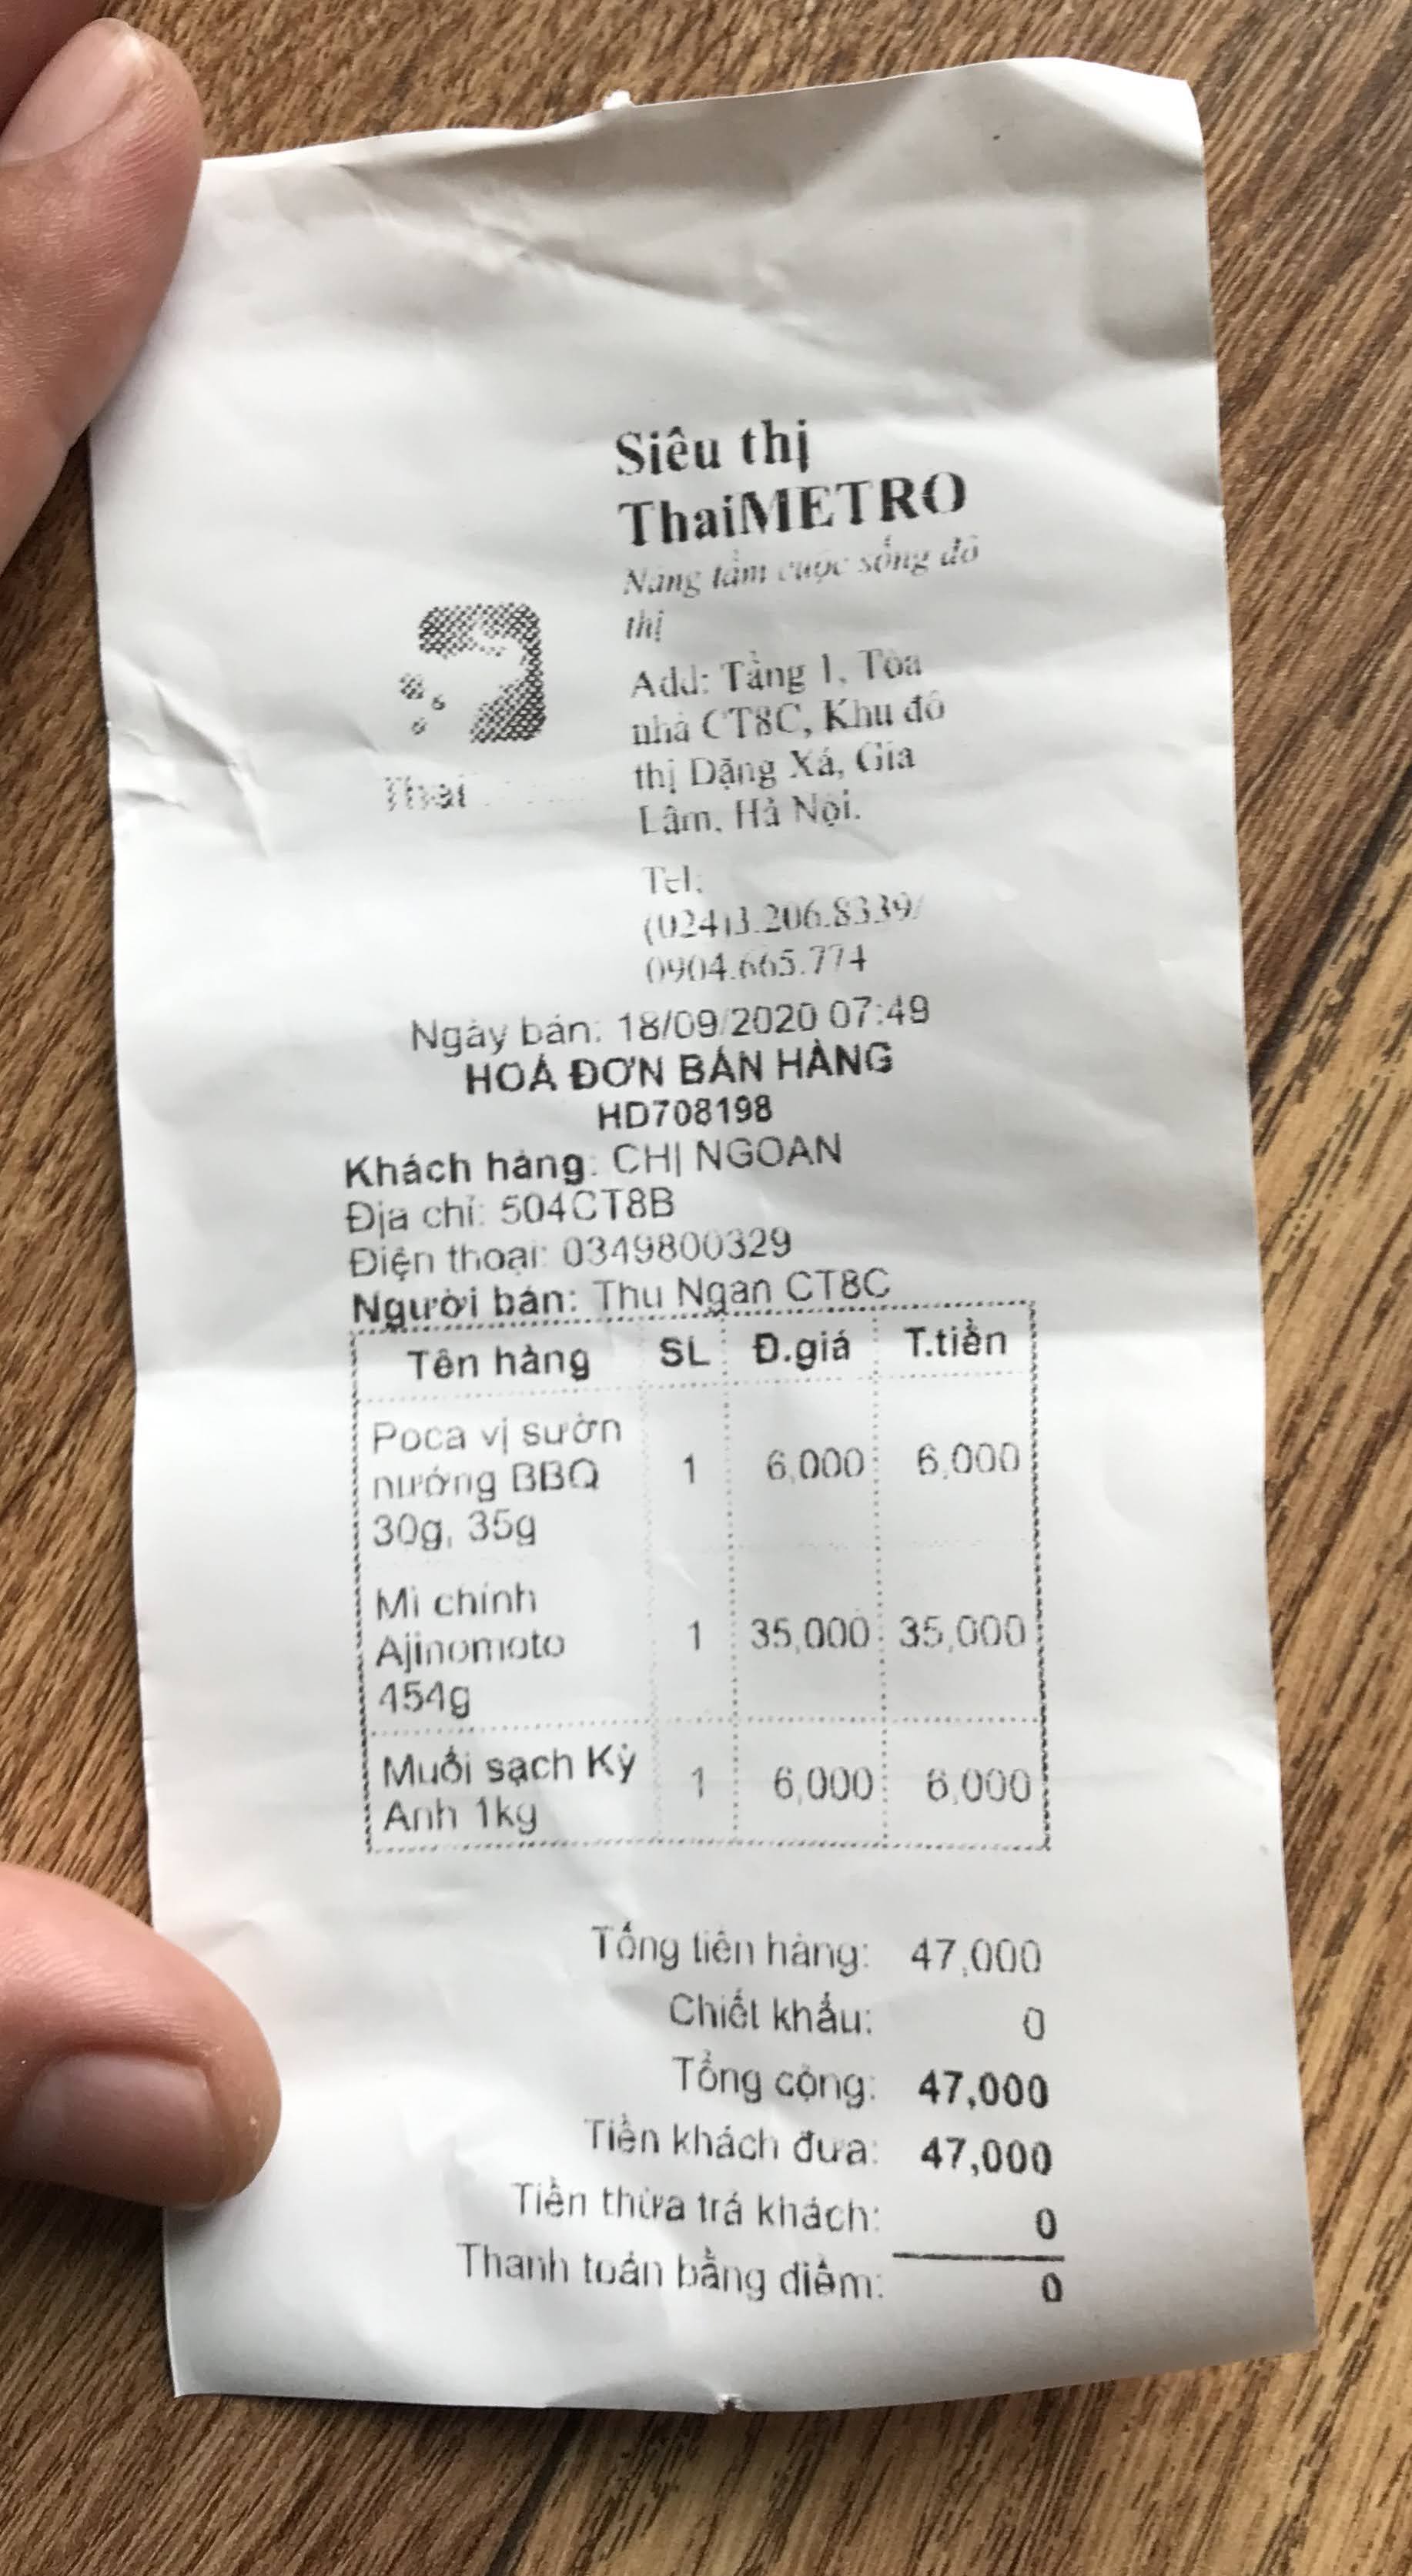 Siêu thị
ThaiMETRO
Nâng tầm cuộc sống đô
thị
Thai
Add: Tầng 1, Tòa
nhà CT8C, Khu đô
thị Đặng Xá, Gia
Lâm, Hà Nội.
Tel:
(024)3.206.8339/
0904.665.774
Ngày bán: 18/09/2020 07:49
HOÁ ĐƠN BÁN HÀNG
HD708198
Khách hàng: CHỊ NGOAN
Địa chỉ: 504CT8B
Điện thoại: 0349800329
Người bán: Thu Ngan CT8C
Tên hàng SL Đ.giá T.tiền
Poca vị sườn
nướng BBQ 1 6,000 6,000
30g, 35g
Mì chính
Ajinomoto 1 35,000 35,000
454g
Muối sạch Kỳ 1 6,000 6,000
Anh 1kg
Tổng tiền hàng: 47,000
Chiết khấu: 0
Tổng cộng: 47,000
Tiền khách đưa: 47,000
Tiền thừa trả khách: 0
Thanh toán bằng điểm: 0